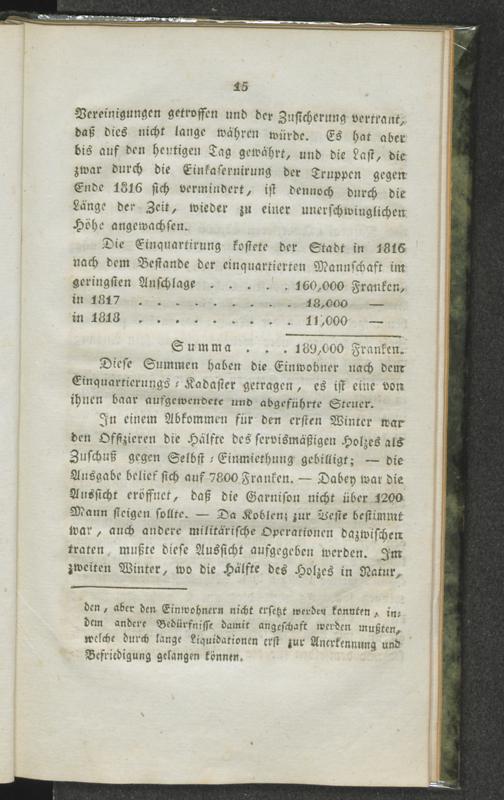 15
Vereinigungen getroffen und der Zusicherung vertraut,
daß dies nicht lange währen würde. Es hat aber
bis auf den heutigen Tag gewährt, und die Last, die
zwar durch die Einkasernirung der Truppen gegen
Ende 1816 sich vermindert, ist dennoch durch die
Länge der Zeit, wieder zu einer unerschwinglichen
Höhe angewachsen.
Die Einquartirung kostete der Stadt in 1816
nach dem Bestande der einquartierten Mannschaft im
geringsten Anschlage . . . . . 160,000 Franken,
in 1817 . . . . . . . . . 18,000 —
in 1818 . . . . . . . . . 11,000 —
Summa . . . 189,000 Franken.
Diese Summen haben die Einwohner nach dem
Einquartierungs-Kadaster getragen, es ist eine von
ihnen baar aufgewendete und abgeführte Steuer.
In einem Abkommen für den ersten Winter war
den Offizieren die Hälfte des servismäßigen Holzes als
Zuschuß gegen Selbst-Einmiethung gebilligt; — die
Ausgabe belief sich auf 7800 Franken. — Dabey war die
Aussicht eröffnet, daß die Garnison nicht über 1200
Mann steigen sollte. — Da Koblenz zur Veste bestimmt
war, auch andere militärische Operationen dazwischen
traten, mußte diese Aussicht aufgegeben werden. Im
zweiten Winter, wo die Hälfte des Holzes in Natur,
den, aber den Einwohnern nicht ersetzt werden konnten, in-
dem andere Bedürfnisse damit angeschaft werden mußten,
welche durch lange Liquidationen erst zur Anerkennung und
Befriedigung gelangen können.